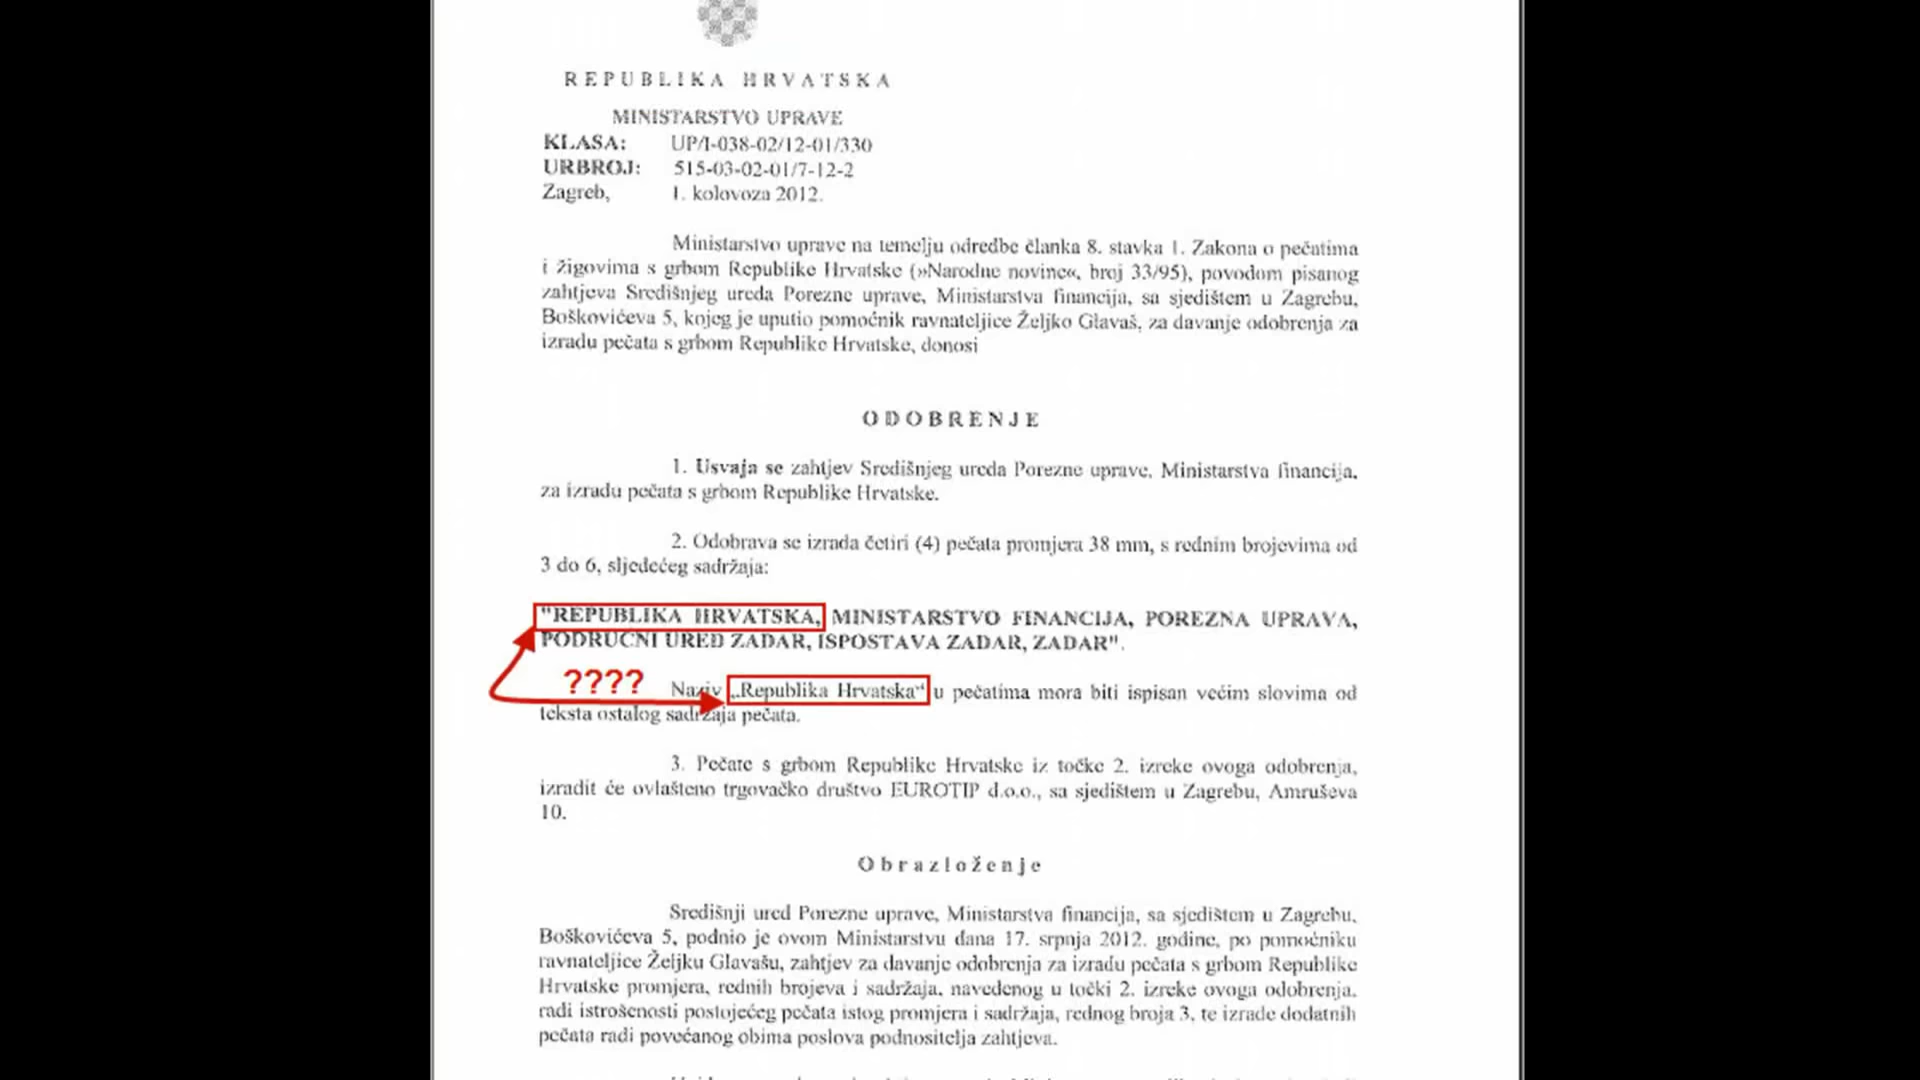 REPUBLIKA HRVATSKA
MINISTARSTVO UPRAVE
KLASA: UP/I-038-02/12-01/330
URBROJ: 515-03-02-01/7-12-2
Zagreb, 1. kolovoza 2012.
Ministarstvo uprave na temelju odredbe članka 8. stavka 1. Zakona o pečatima
i žigovima s grbom Republike Hrvatske (»Narodne novine«, broj 33/95), povodom pisanog
zahtjeva Središnjeg ureda Porezne uprave, Ministarstva financija, sa sjedištem u Zagrebu,
Boškovićeva 5, kojeg je uputio pomoćnik ravnateljice Željko Glavaš, za davanje odobrenja za
izradu pečata s grbom Republike Hrvatske, donosi
ODOBRENJE
1. Usvaja se zahtjev Središnjeg ureda Porezne uprave, Ministarstva financija,
za izradu pečata s grbom Republike Hrvatske.
2. Odobrava se izrada četiri (4) pečata promjera 38 mm, s rednim brojevima od
3 do 6, sljedećeg sadržaja:
"REPUBLIKA HRVATSKA, MINISTARSTVO FINANCIJA, POREZNA UPRAVA,
PODRUČNI URED ZADAR, ISPOSTAVA ZADAR, ZADAR".
????
Naziv „Republika Hrvatska“ u pečatima mora biti ispisan većim slovima od
teksta ostalog sadržaja pečata.
3. Pečate s grbom Republike Hrvatske iz točke 2. izreke ovoga odobrenja,
izradit će ovlašteno trgovačko društvo EUROTIP d.o.o., sa sjedištem u Zagrebu, Amruševa
10.
Obrazloženje
Središnji ured Porezne uprave, Ministarstva financija, sa sjedištem u Zagrebu,
Boškovićeva 5, podnio je ovom Ministarstvu dana 17. srpnja 2012. godine, po pomoćniku
ravnateljice Željku Glavašu, zahtjev za davanje odobrenja za izradu pečata s grbom Republike
Hrvatske promjera, rednih brojeva i sadržaja, navedenog u točki 2. izreke ovoga odobrenja,
radi istrošenosti postojećeg pečata istog promjera i sadržaja, rednog broja 3, te izrade dodatnih
pečata radi povećanog obima poslova podnositelja zahtjeva.